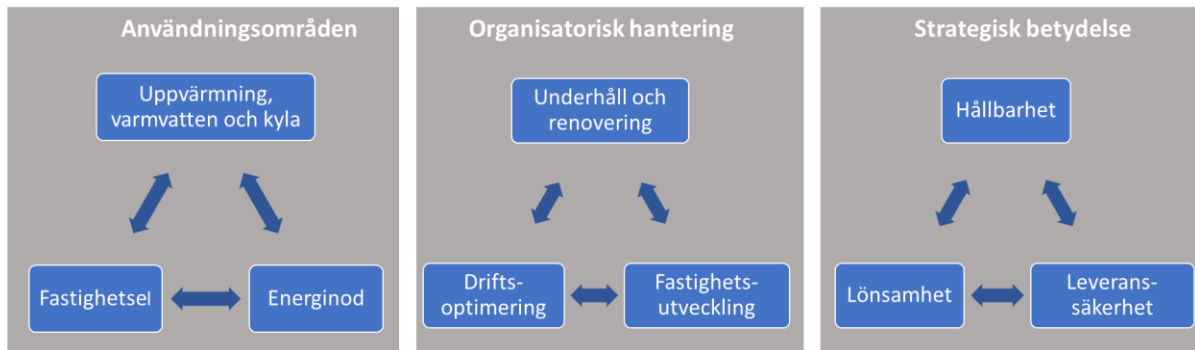 Användningsområden
Uppvärmning,
varmvatten och kyla
Fastighetsel
Energinod
Organisatorisk hantering
Underhåll och
renovering
Drifts-
optimering
Fastighets-
utveckling
Strategisk betydelse
Hållbarhet
Lönsamhet
Leverans-
säkerhet